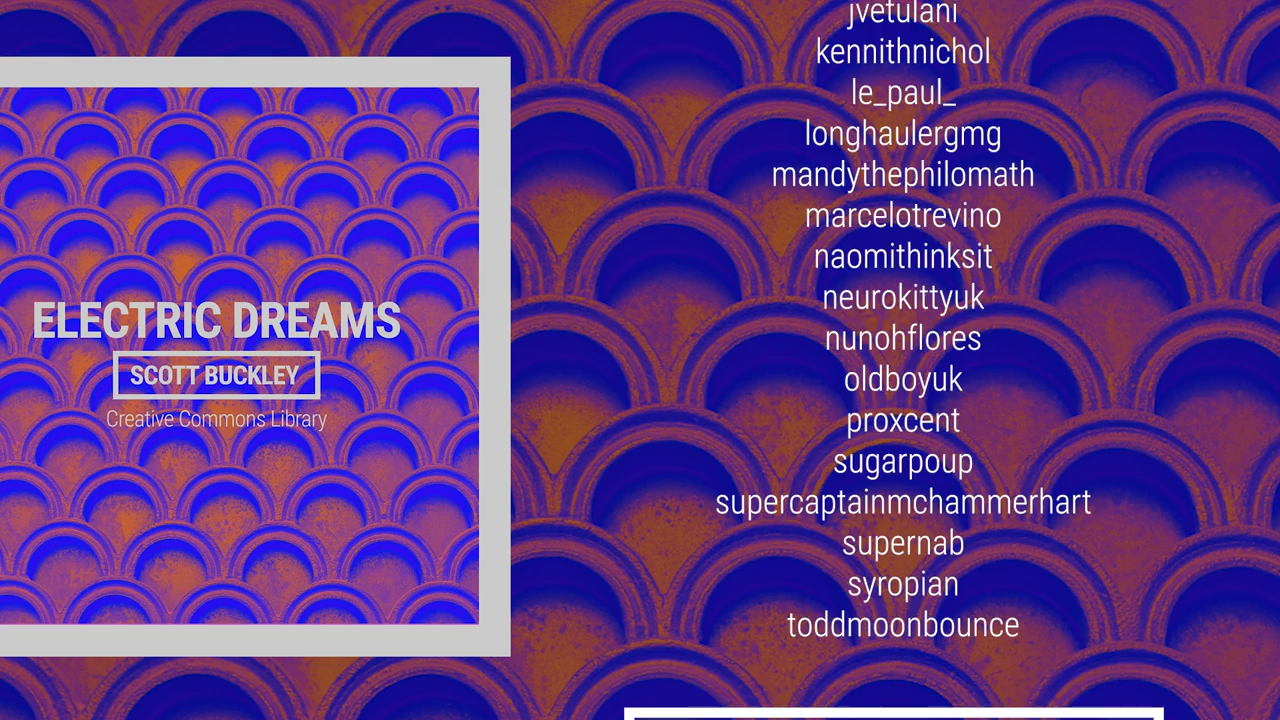 ELECTRIC DREAMS
SCOTT BUCKLEY
Creative Commons Library
jvetulani
kennithnichol
le_paul_
longhaulergmg
mandythephilomath
marcelotrevino
naomithinksit
neurokittyuk
nunohflores
oldboyuk
proxcent
sugarpoup
supercaptainmchammerhart
supernab
syropian
toddmoonbounce